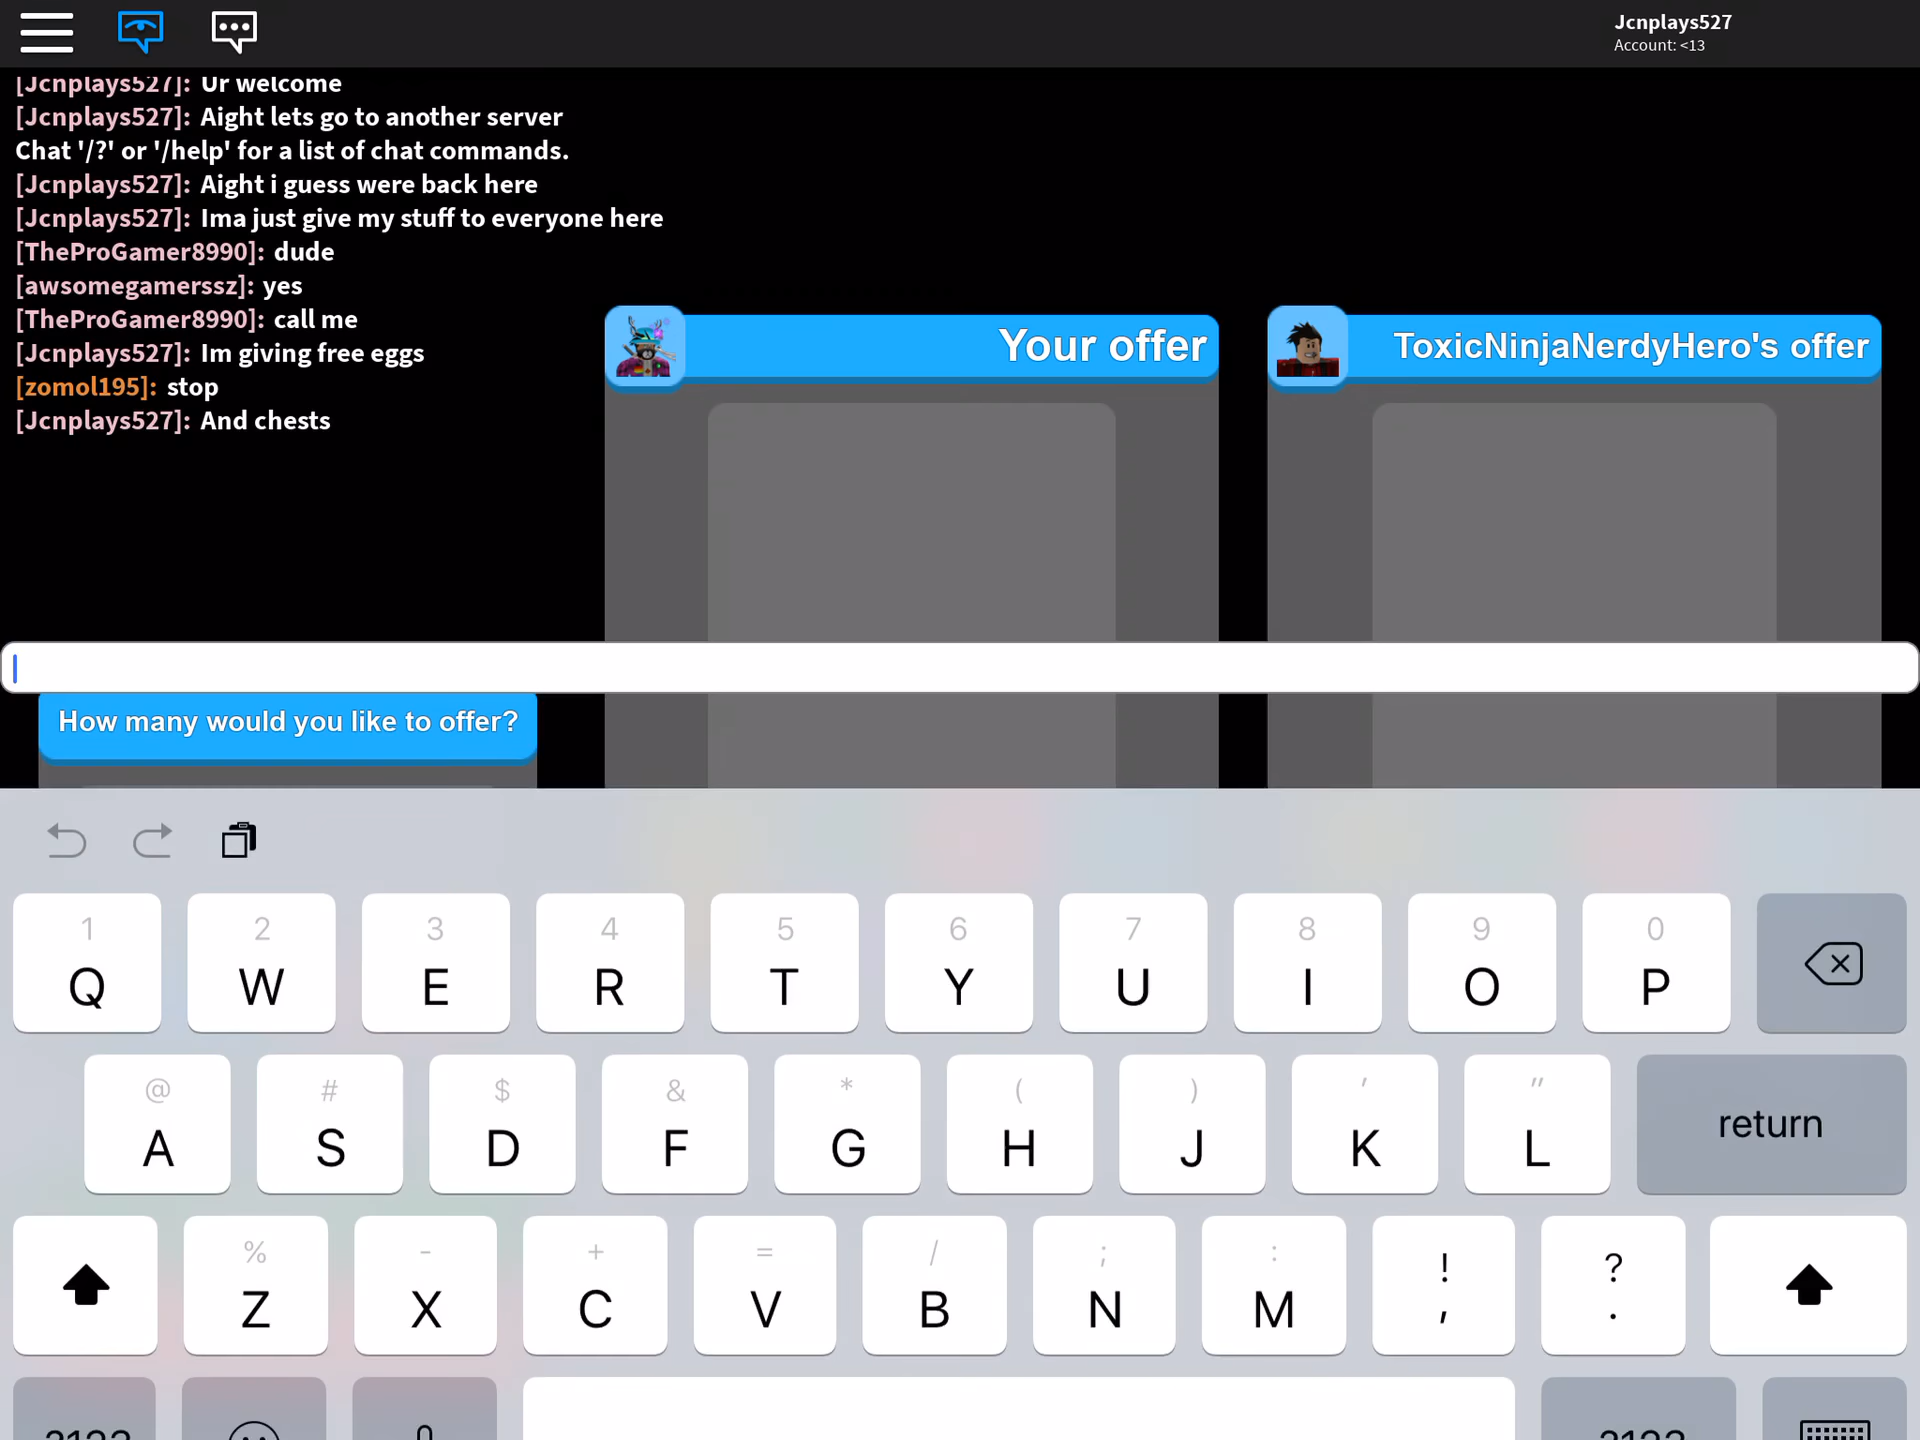 Jcnplays527
Account: <13
[Jcnplays527]: Ur welcome
[Jcnplays527]: Aight lets go to another server
Chat '/?' or '/help' for a list of chat commands.
[Jcnplays527]: Aight i guess were back here
[Jcnplays527]: Ima just give my stuff to everyone here
[TheProGamer8990]: dude
[awsomegamerssz]: yes
[TheProGamer8990]: call me
[Jcnplays527]: Im giving free eggs
[zomol195]: stop
[Jcnplays527]: And chests
Your offer
ToxicNinjaNerdyHero's offer
How many would you like to offer?
1 2 3 4 5 6 7 8 9 0
Q W E R T Y U I O P
@ # $ & * ( ) ' "
A S D F G H J K L return
% - + = / ; : ! ?
Z X C V B N M , .
.?123 .?123